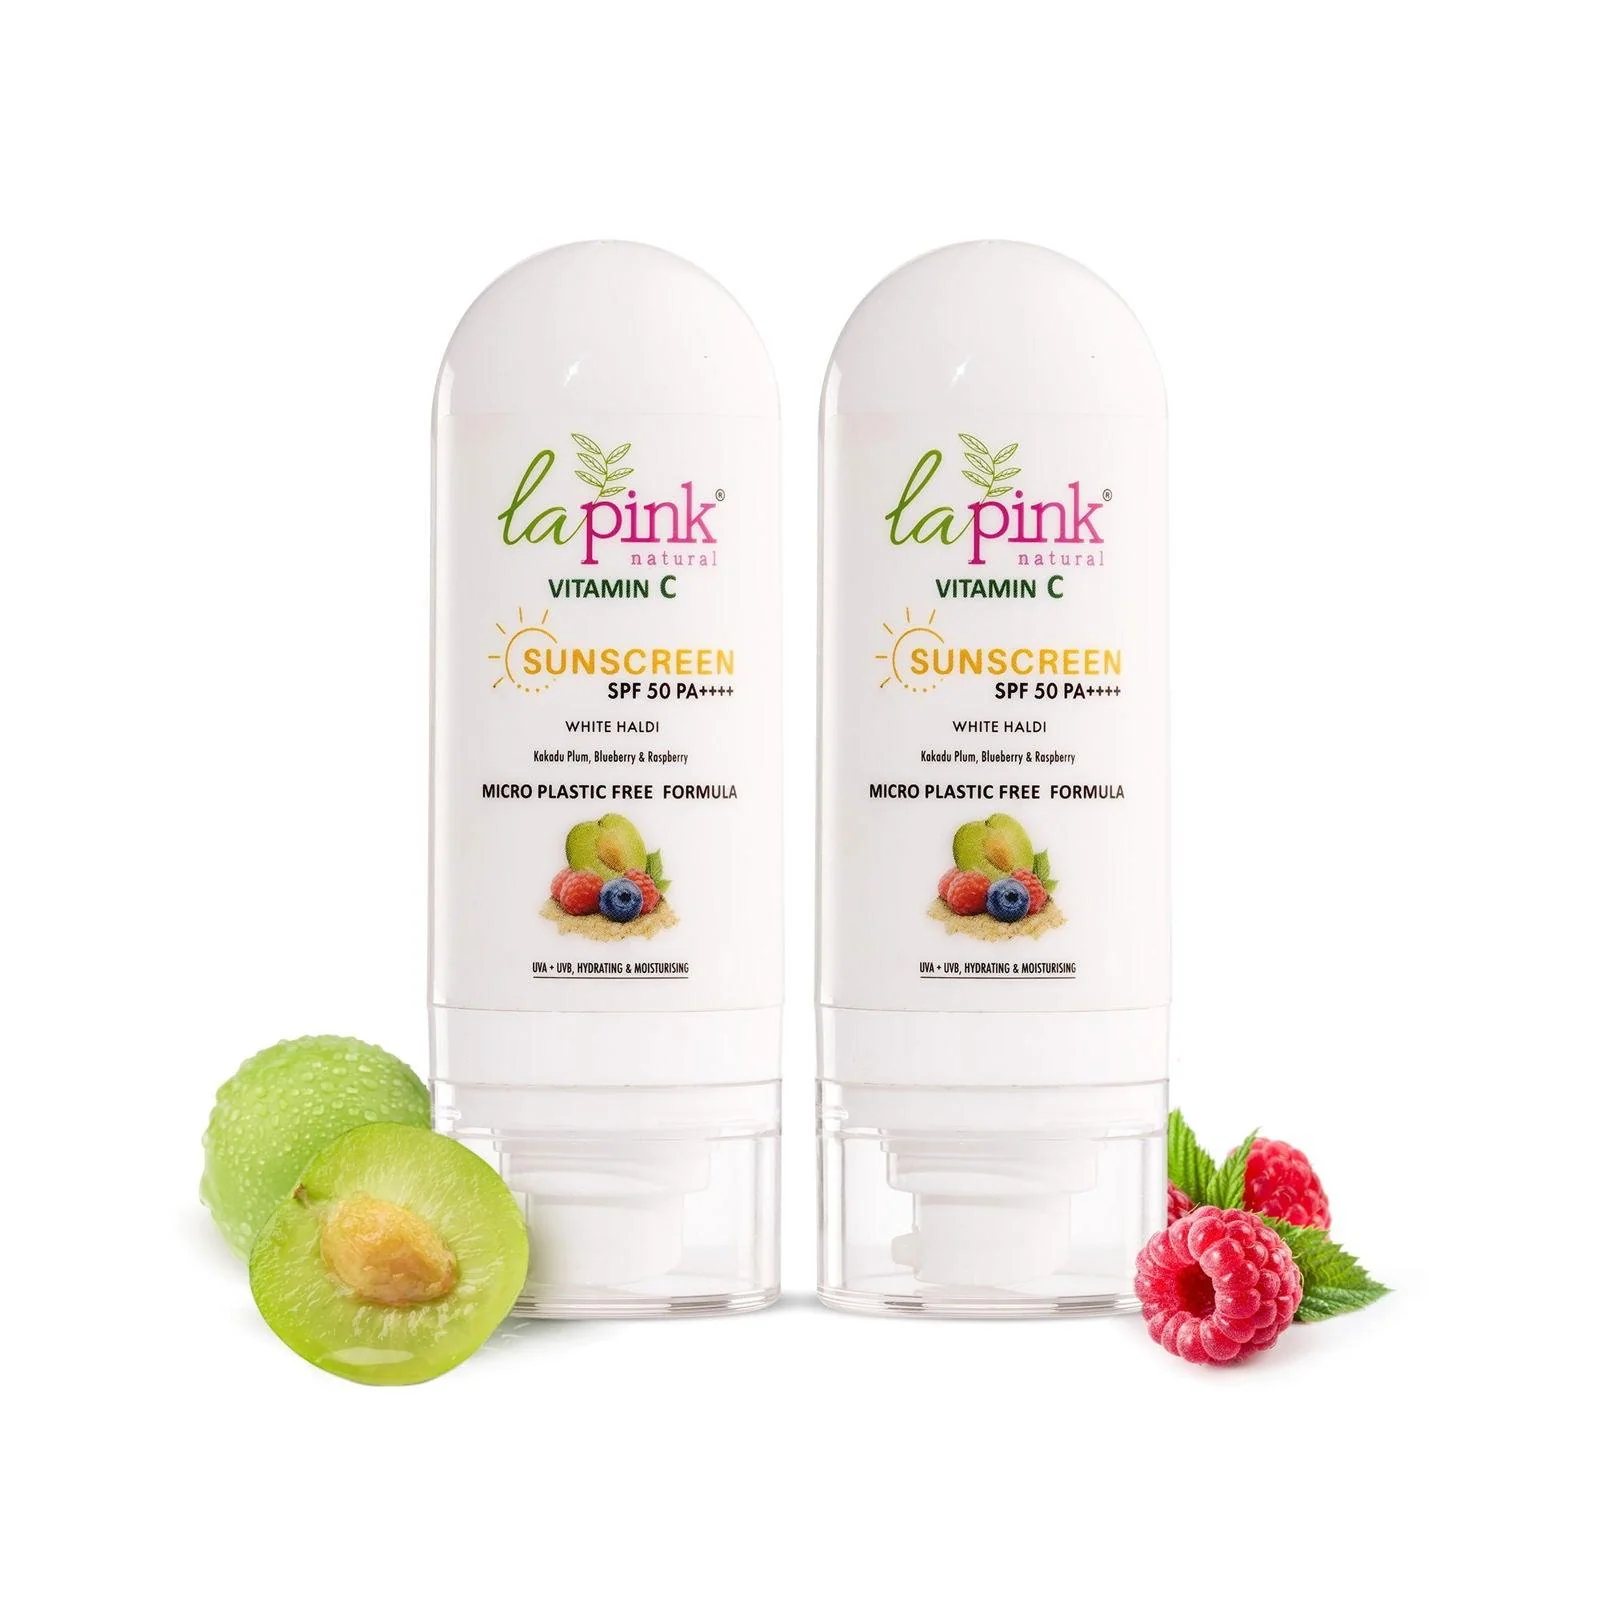 la pink®
natural
VITAMIN C
SUNSCREEN
SPF 50 PA++++
WHITE HALDI
Kakadu Plum, Blueberry & Raspberry
MICRO PLASTIC FREE FORMULA
UVA + UVB, HYDRATING & MOISTURISING
la pink®
natural
VITAMIN C
SUNSCREEN
SPF 50 PA++++
WHITE HALDI
Kakadu Plum, Blueberry & Raspberry
MICRO PLASTIC FREE FORMULA
UVA + UVB, HYDRATING & MOISTURISING